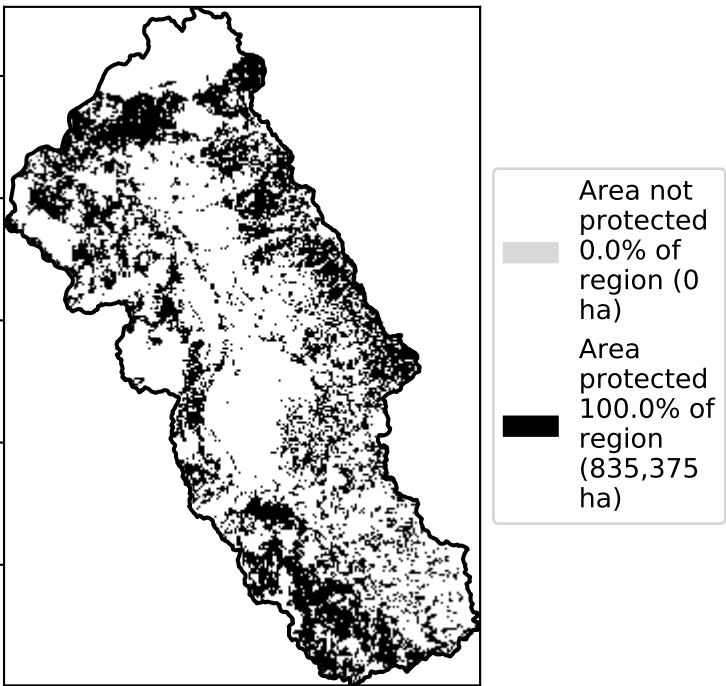 Area not
protected
0.0% of
region (0
ha)
Area
protected
100.0% of
region
(835,375
ha)